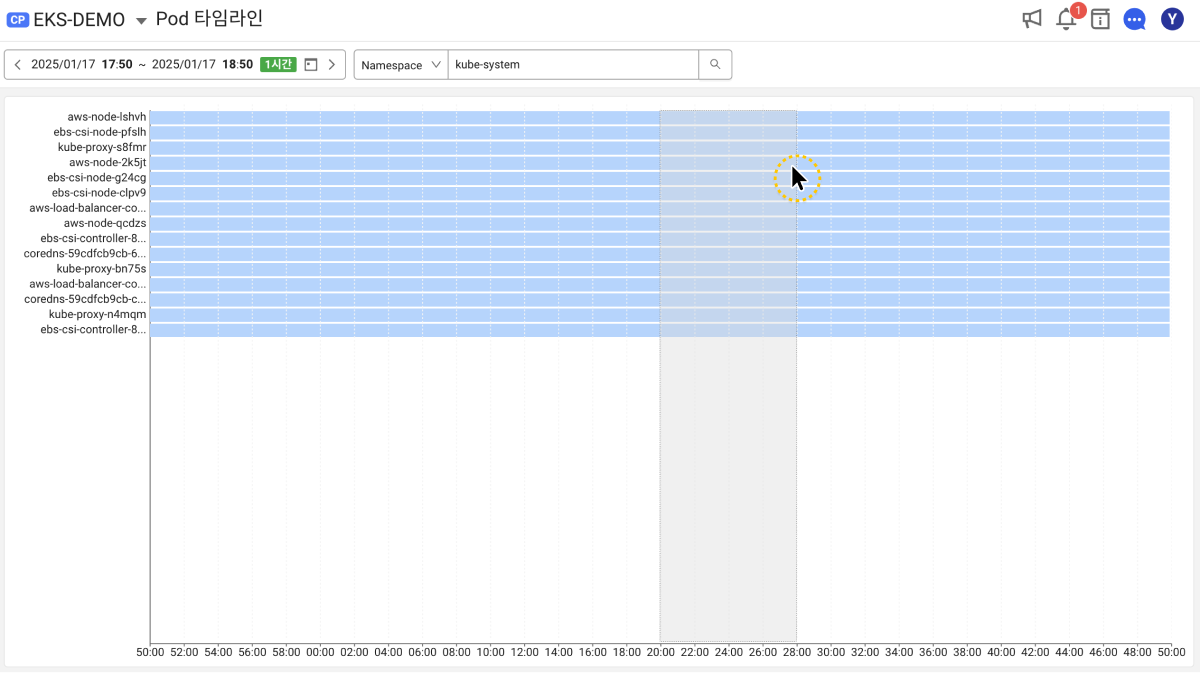 CP EKS-DEMO Pod 타임라인
1
Y
2025/01/17 17:50 ~ 2025/01/17 18:50 1시간
Namespace kube-system
aws-node-lshvh
ebs-csi-node-pfslh
kube-proxy-s8fmr
aws-node-2k5jt
ebs-csi-node-g24cg
ebs-csi-node-clpv9
aws-load-balancer-co...
aws-node-qcdzs
ebs-csi-controller-8...
coredns-59cdfcb9cb-6...
kube-proxy-bn75s
aws-load-balancer-co...
coredns-59cdfcb9cb-c...
kube-proxy-n4mqm
ebs-csi-controller-8...
50:00 52:00 54:00 56:00 58:00 00:00 02:00 04:00 06:00 08:00 10:00 12:00 14:00 16:00 18:00 20:00 22:00 24:00 26:00 28:00 30:00 32:00 34:00 36:00 38:00 40:00 42:00 44:00 46:00 48:00 50:00